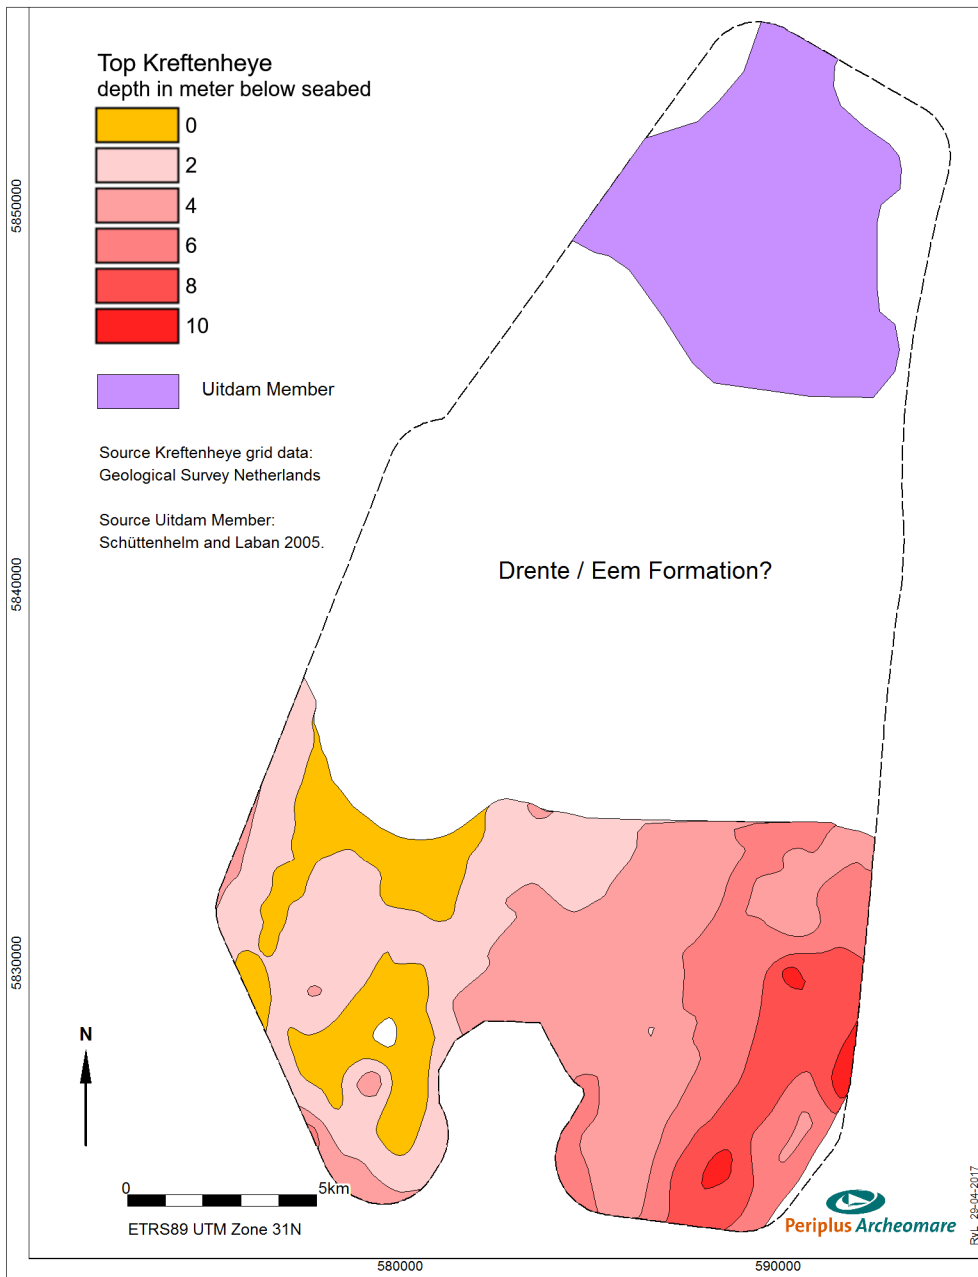 Top Kreftenheye
depth in meter below seabed
0
2
4
6
8
10
Uitdam Member
Source Kreftenheye grid data:
Geological Survey Netherlands
Source Uitdam Member:
Schüttenhelm and Laban 2005.
Drente / Eem Formation?
5850000
5840000
5830000
N
0 5km
ETRS89 UTM Zone 31N
580000
590000
Periplus Archeomare
RvL 29-04-2017